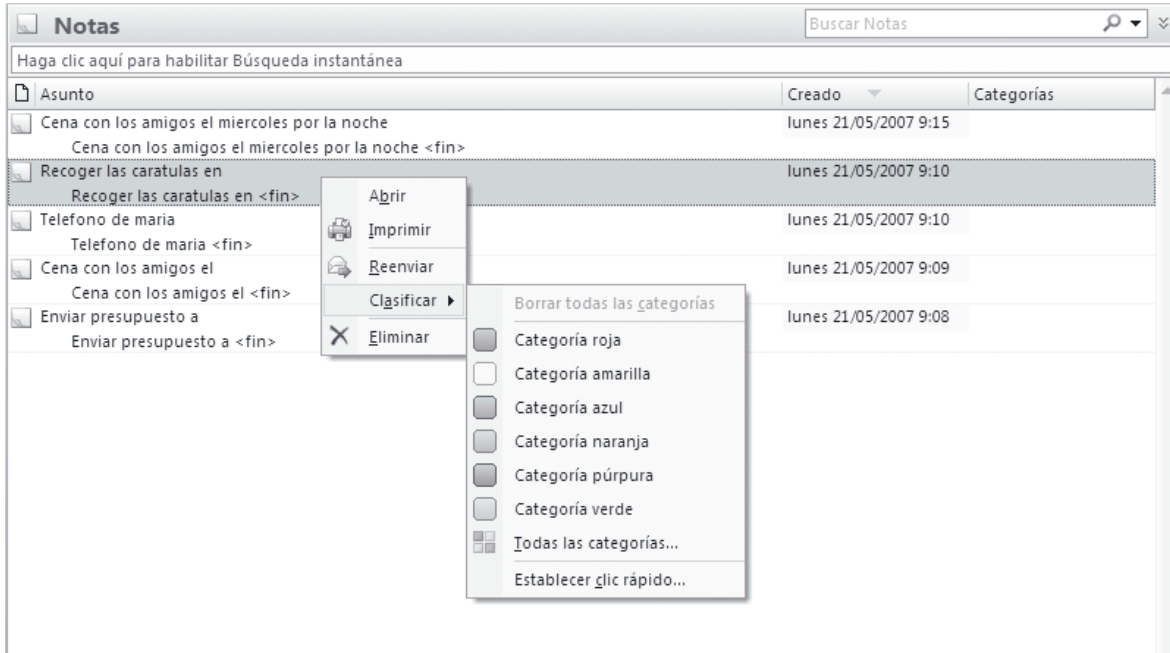 Notas
Buscar Notas
Haga clic aquí para habilitar Búsqueda instantánea
Asunto Creado Categorías
Cena con los amigos el miercoles por la noche lunes 21/05/2007 9:15
Cena con los amigos el miercoles por la noche <fin>
Recoger las caratulas en lunes 21/05/2007 9:10
Recoger las caratulas en <fin>
Telefono de maria lunes 21/05/2007 9:10
Telefono de maria <fin>
Cena con los amigos el lunes 21/05/2007 9:09
Cena con los amigos el <fin>
Enviar presupuesto a lunes 21/05/2007 9:08
Enviar presupuesto a <fin>
Abrir
Imprimir
Reenviar
Clasificar
Eliminar
Borrar todas las categorías
Categoría roja
Categoría amarilla
Categoría azul
Categoría naranja
Categoría púrpura
Categoría verde
Todas las categorías...
Establecer clic rápido...